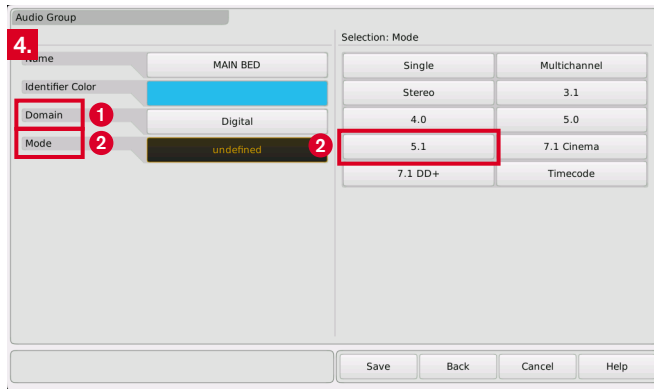 Audio Group
4.
Name
MAIN BED
Identifier Color
Domain
1
Digital
Mode
2
undefined
2
Selection: Mode
Single
Multichannel
Stereo
3.1
4.0
5.0
5.1
7.1 Cinema
7.1 DD+
Timecode
Save
Back
Cancel
Help